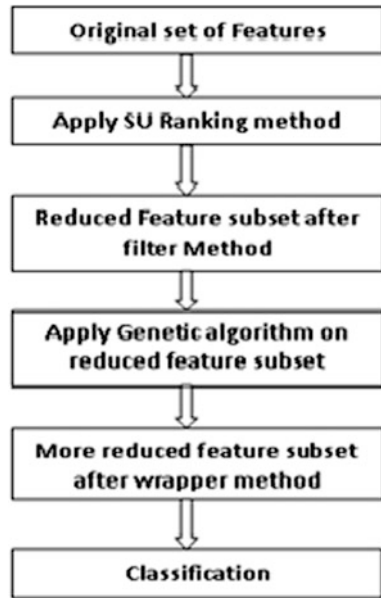 Original set of Features
Apply SU Ranking method
Reduced Feature subset after
filter Method
Apply Genetic algorithm on
reduced feature subset
More reduced feature subset
after wrapper method
Classification